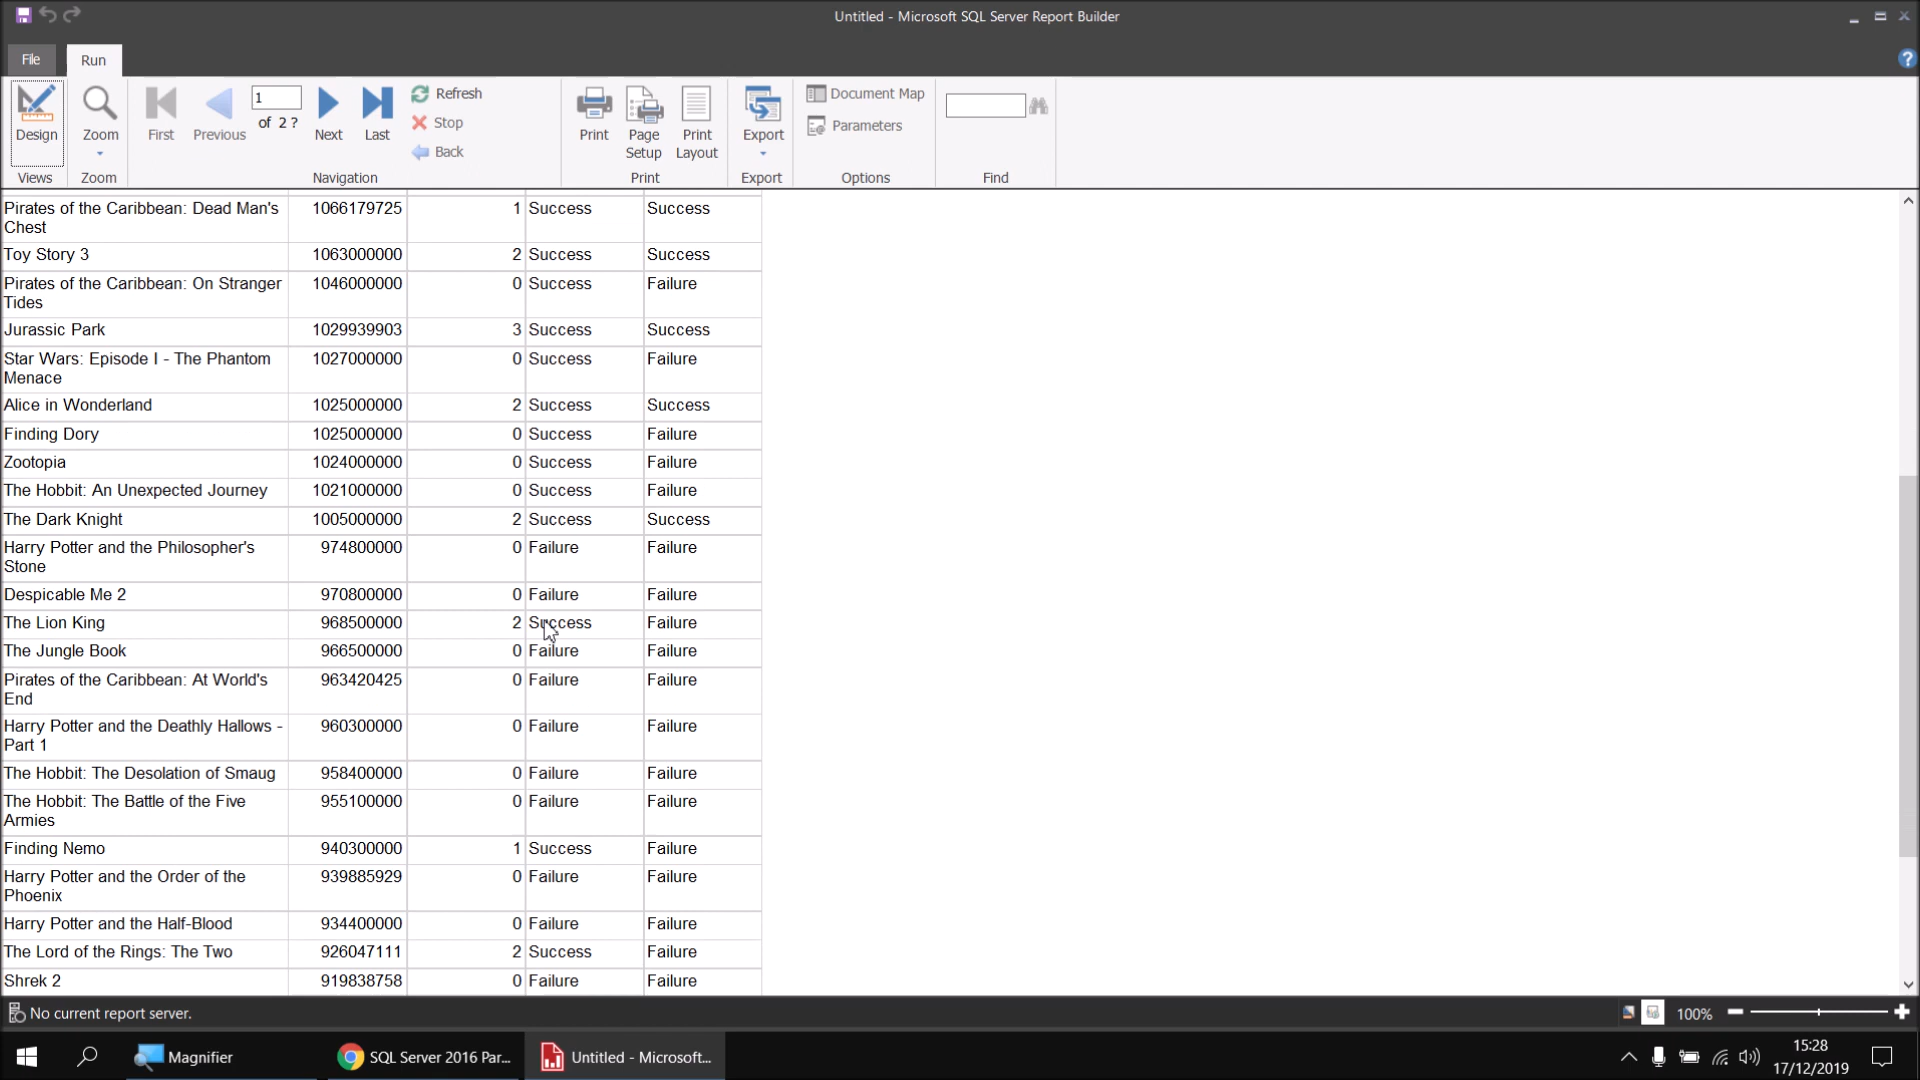 Untitled - Microsoft SQL Server Report Builder
File
Run
Design
Zoom
First
Previous
1
of 2 ?
Next
Last
Refresh
Stop
Back
Print
Page
Setup
Print
Layout
Export
Document Map
Parameters
Views
Zoom
Navigation
Print
Export
Options
Find
Pirates of the Caribbean: Dead Man's 1066179725 1 Success Success
Chest
Toy Story 3 1063000000 2 Success Success
Pirates of the Caribbean: On Stranger 1046000000 0 Success Failure
Tides
Jurassic Park 1029939903 3 Success Success
Star Wars: Episode I - The Phantom 1027000000 0 Success Failure
Menace
Alice in Wonderland 1025000000 2 Success Success
Finding Dory 1025000000 0 Success Failure
Zootopia 1024000000 0 Success Failure
The Hobbit: An Unexpected Journey 1021000000 0 Success Failure
The Dark Knight 1005000000 2 Success Success
Harry Potter and the Philosopher's 974800000 0 Failure Failure
Stone
Despicable Me 2 970800000 0 Failure Failure
The Lion King 968500000 2 Success Failure
The Jungle Book 966500000 0 Failure Failure
Pirates of the Caribbean: At World's 963420425 0 Failure Failure
End
Harry Potter and the Deathly Hallows - 960300000 0 Failure Failure
Part 1
The Hobbit: The Desolation of Smaug 958400000 0 Failure Failure
The Hobbit: The Battle of the Five 955100000 0 Failure Failure
Armies
Finding Nemo 940300000 1 Success Failure
Harry Potter and the Order of the 939885929 0 Failure Failure
Phoenix
Harry Potter and the Half-Blood 934400000 0 Failure Failure
The Lord of the Rings: The Two 926047111 2 Success Failure
Shrek 2 919838758 0 Failure Failure
No current report server.
100%
Magnifier
SQL Server 2016 Par...
Untitled - Microsoft...
15:28
17/12/2019